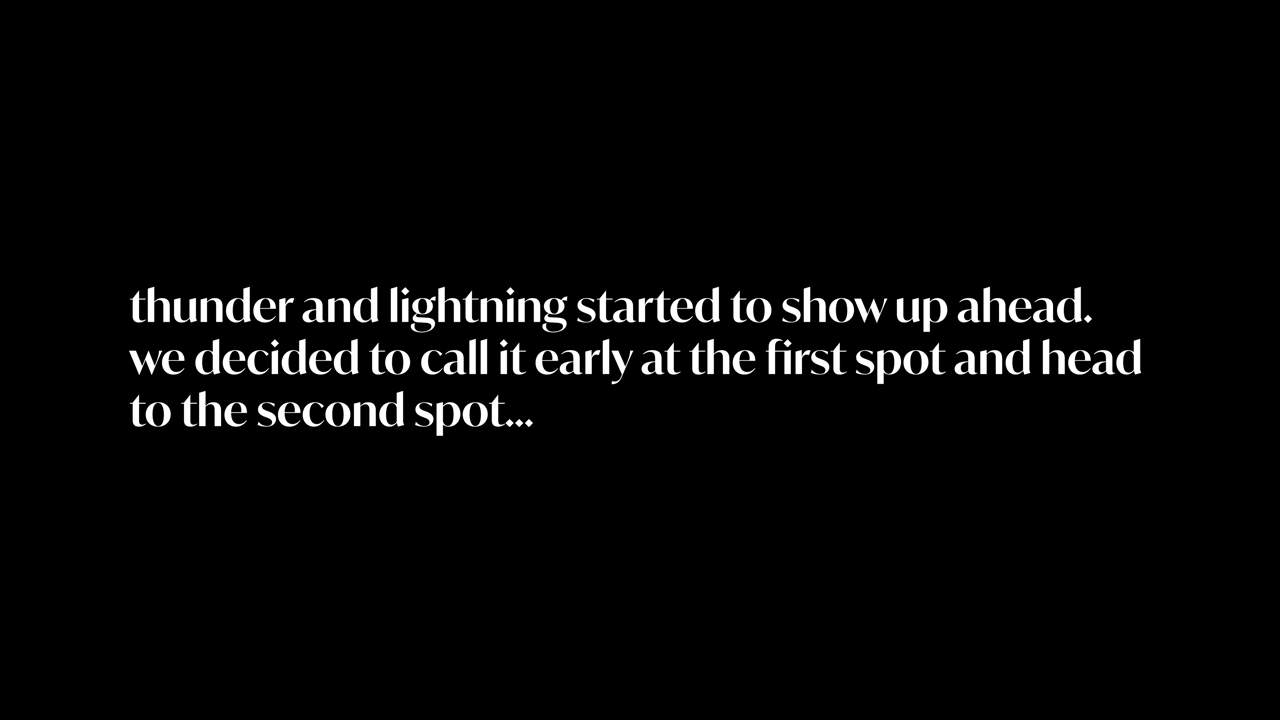 thunder and lightning started to show up ahead.
we decided to call it early at the first spot and head
to the second spot...